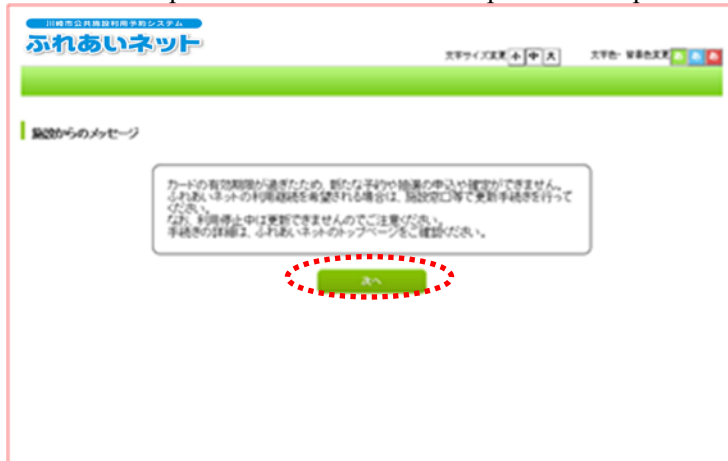 川崎市公共施設利用予約システム
ふれあいネット
文字サイズ変更 小 中 大 文字色・背景色変更 あ あ あ
施設からのメッセージ
カードの有効期限が過ぎたため、新たな予約や抽選の申込や確定ができません。
ふれあいネットの利用継続を希望される場合は、施設窓口等で更新手続きを行って
ください。
なお、利用停止中は更新できませんのでご注意ください。
手続きの詳細は、ふれあいネットのトップページをご確認ください。
次へ